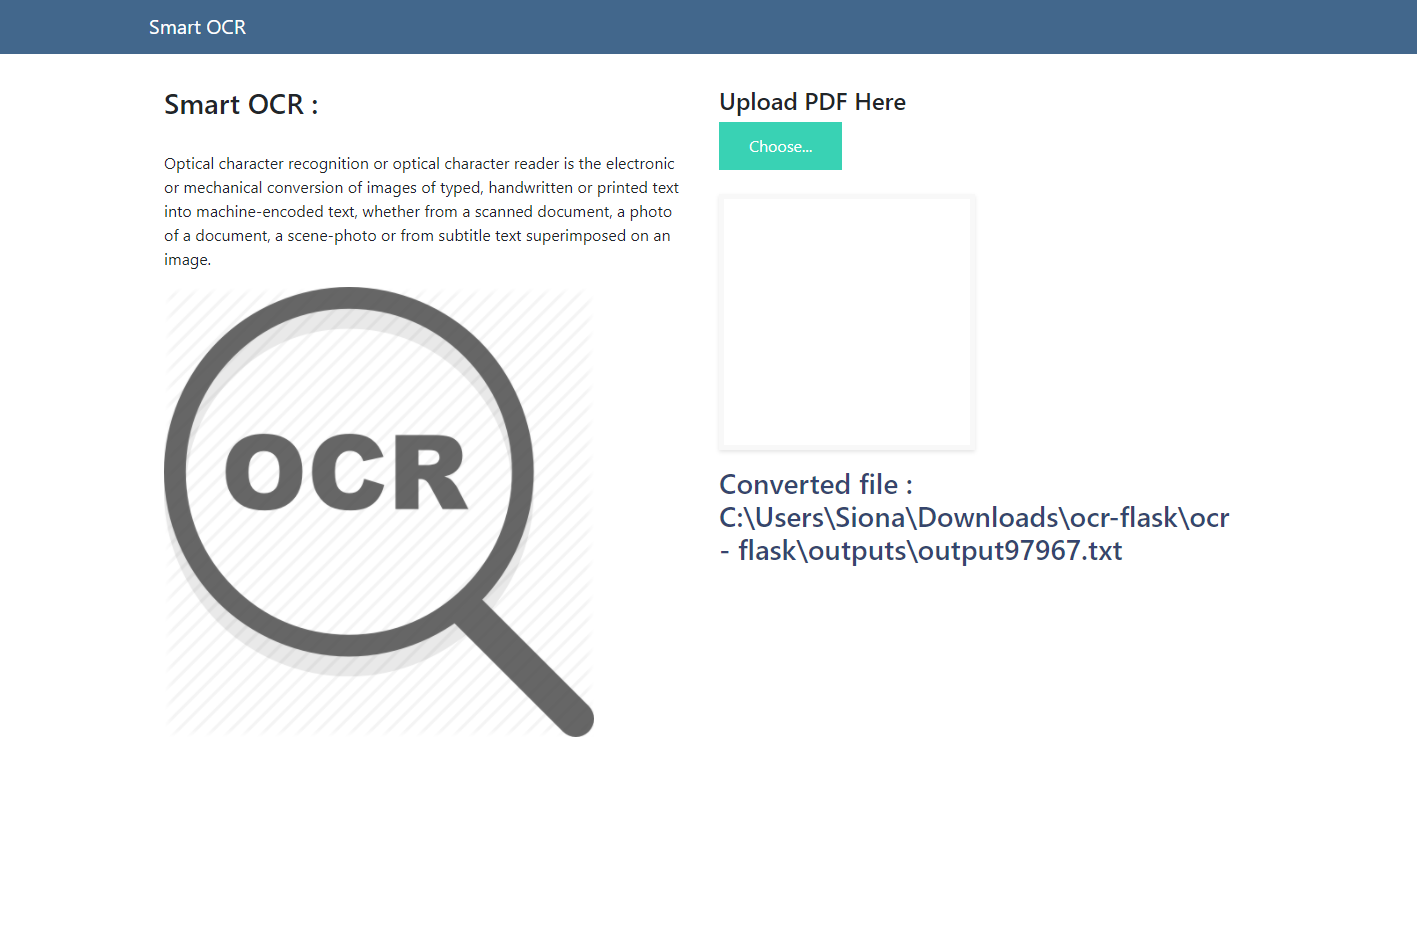 Smart OCR
Smart OCR :
Optical character recognition or optical character reader is the electronic
or mechanical conversion of images of typed, handwritten or printed text
into machine-encoded text, whether from a scanned document, a photo
of a document, a scene-photo or from subtitle text superimposed on an
image.
OCR
Upload PDF Here
Choose...
Converted file :
C:\Users\Siona\Downloads\ocr-flask\ocr
- flask\outputs\output97967.txt